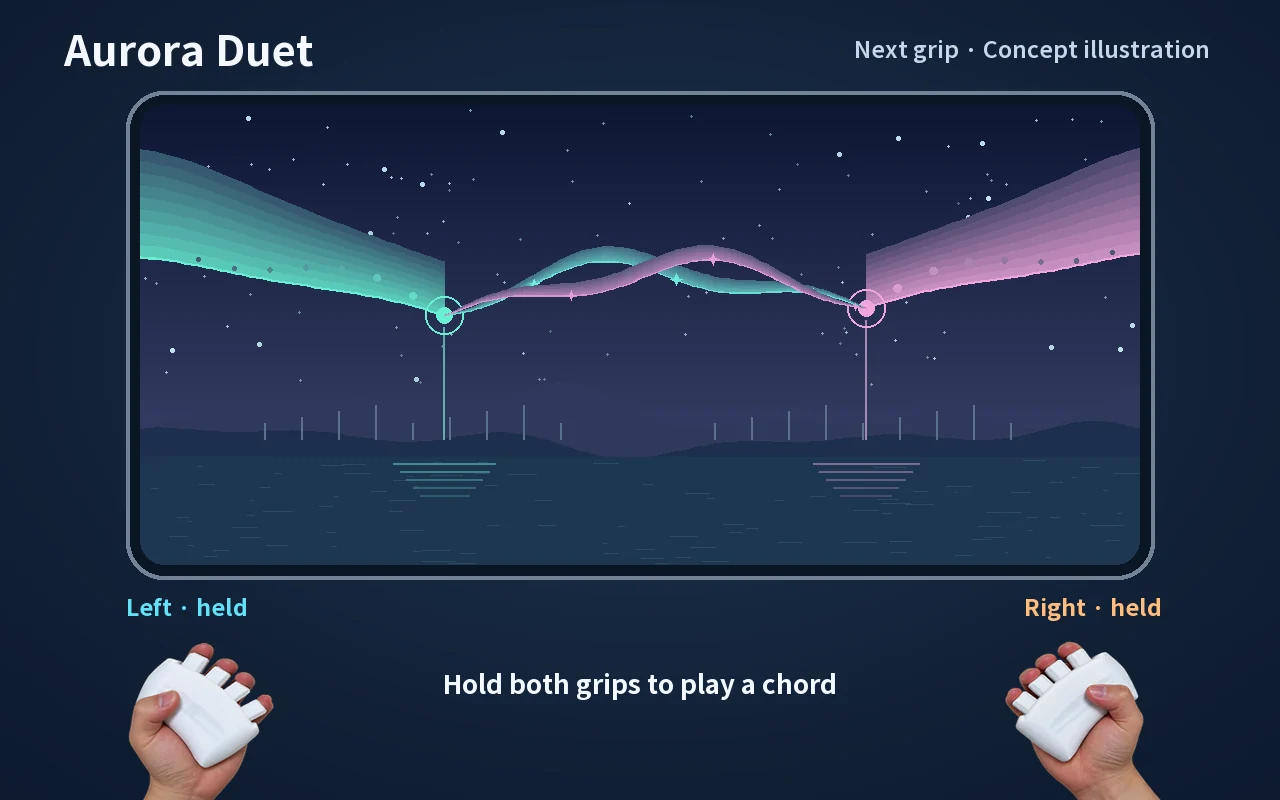 Aurora Duet
Next grip · Concept illustration
Left · held
Right · held
Hold both grips to play a chord